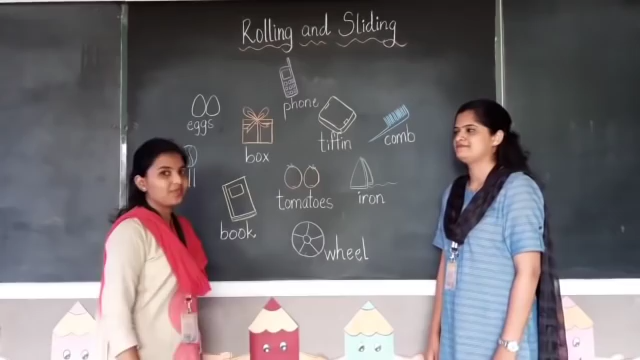 Rolling and Sliding
phone
eggs
box
tiffin
comb
tomatoes
iron
book
wheel